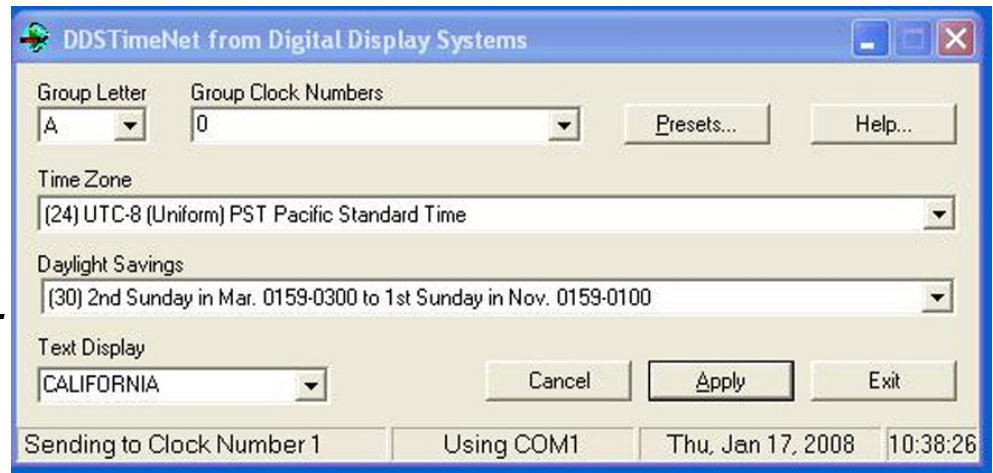 DDSTimeNet from Digital Display Systems
Group Letter Group Clock Numbers
A 0 Presets... Help...
Time Zone
(24) UTC-8 (Uniform) PST Pacific Standard Time
Daylight Savings
(30) 2nd Sunday in Mar. 0159-0300 to 1st Sunday in Nov. 0159-0100
Text Display
CALIFORNIA Cancel Apply Exit
Sending to Clock Number 1 Using COM1 Thu, Jan 17, 2008 10:38:26